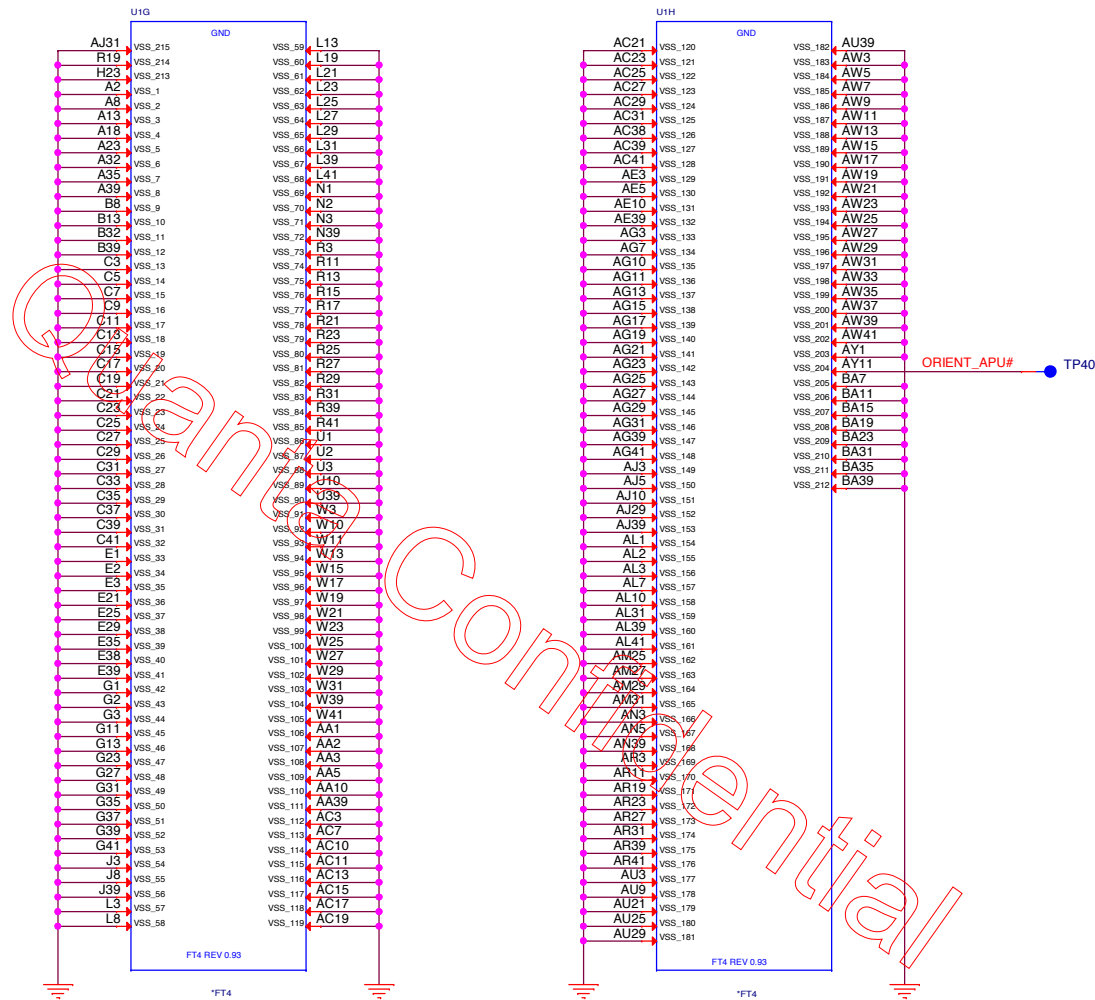 U1G
GND
AJ31 VSS_215 VSS_59 L13
R19 VSS_214 VSS_60 L19
H23 VSS_213 VSS_61 L21
A2 VSS_1 VSS_62 L23
A8 VSS_2 VSS_63 L25
A13 VSS_3 VSS_64 L27
A18 VSS_4 VSS_65 L29
A23 VSS_5 VSS_66 L31
A32 VSS_6 VSS_67 L39
A35 VSS_7 VSS_68 L41
A39 VSS_8 VSS_69 N1
B8 VSS_9 VSS_70 N2
B13 VSS_10 VSS_71 N3
B32 VSS_11 VSS_72 N39
B39 VSS_12 VSS_73 R3
C3 VSS_13 VSS_74 R11
C5 VSS_14 VSS_75 R13
C7 VSS_15 VSS_76 R15
C9 VSS_16 VSS_77 R17
C11 VSS_17 VSS_78 R21
C13 VSS_18 VSS_79 R23
C15 VSS_19 VSS_80 R25
C17 VSS_20 VSS_81 R27
C19 VSS_21 VSS_82 R29
C21 VSS_22 VSS_83 R31
C23 VSS_23 VSS_84 R39
C25 VSS_24 VSS_85 R41
C27 VSS_25 VSS_86 U1
C29 VSS_26 VSS_87 U2
C31 VSS_27 VSS_88 U3
C33 VSS_28 VSS_89 U10
C35 VSS_29 VSS_90 U39
C37 VSS_30 VSS_91 W3
C39 VSS_31 VSS_92 W10
C41 VSS_32 VSS_93 W11
E1 VSS_33 VSS_94 W13
E2 VSS_34 VSS_95 W15
E3 VSS_35 VSS_96 W17
E21 VSS_36 VSS_97 W19
E25 VSS_37 VSS_98 W21
E29 VSS_38 VSS_99 W23
E35 VSS_39 VSS_100 W25
E38 VSS_40 VSS_101 W27
E39 VSS_41 VSS_102 W29
G1 VSS_42 VSS_103 W31
G2 VSS_43 VSS_104 W39
G3 VSS_44 VSS_105 W41
G11 VSS_45 VSS_106 AA1
G13 VSS_46 VSS_107 AA2
G23 VSS_47 VSS_108 AA3
G27 VSS_48 VSS_109 AA5
G31 VSS_49 VSS_110 AA10
G35 VSS_50 VSS_111 AA39
G37 VSS_51 VSS_112 AC3
G39 VSS_52 VSS_113 AC7
G41 VSS_53 VSS_114 AC10
J3 VSS_54 VSS_115 AC11
J8 VSS_55 VSS_116 AC13
J39 VSS_56 VSS_117 AC15
L3 VSS_57 VSS_118 AC17
L8 VSS_58 VSS_119 AC19
FT4 REV 0.93
*FT4
U1H
GND
AC21 VSS_120 VSS_182 AU39
AC23 VSS_121 VSS_183 AW3
AC25 VSS_122 VSS_184 AW5
AC27 VSS_123 VSS_185 AW7
AC29 VSS_124 VSS_186 AW9
AC31 VSS_125 VSS_187 AW11
AC38 VSS_126 VSS_188 AW13
AC39 VSS_127 VSS_189 AW15
AC41 VSS_128 VSS_190 AW17
AE3 VSS_129 VSS_191 AW19
AE5 VSS_130 VSS_192 AW21
AE10 VSS_131 VSS_193 AW23
AE39 VSS_132 VSS_194 AW25
AG3 VSS_133 VSS_195 AW27
AG7 VSS_134 VSS_196 AW29
AG10 VSS_135 VSS_197 AW31
AG11 VSS_136 VSS_198 AW33
AG13 VSS_137 VSS_199 AW35
AG15 VSS_138 VSS_200 AW37
AG17 VSS_139 VSS_201 AW39
AG19 VSS_140 VSS_202 AW41
AG21 VSS_141 VSS_203 AY1
AG23 VSS_142 VSS_204 AY11 ORIENT_APU# TP40
AG25 VSS_143 VSS_205 BA7
AG27 VSS_144 VSS_206 BA11
AG29 VSS_145 VSS_207 BA15
AG31 VSS_146 VSS_208 BA19
AG39 VSS_147 VSS_209 BA23
AG41 VSS_148 VSS_210 BA31
AJ3 VSS_149 VSS_211 BA35
AJ5 VSS_150 VSS_212 BA39
AJ10 VSS_151
AJ29 VSS_152
AJ39 VSS_153
AL1 VSS_154
AL2 VSS_155
AL3 VSS_156
AL7 VSS_157
AL10 VSS_158
AL31 VSS_159
AL39 VSS_160
AL41 VSS_161
AM25 VSS_162
AM27 VSS_163
AM29 VSS_164
AM31 VSS_165
AN3 VSS_166
AN5 VSS_167
AN39 VSS_168
AR3 VSS_169
AR11 VSS_170
AR19 VSS_171
AR23 VSS_172
AR27 VSS_173
AR31 VSS_174
AR39 VSS_175
AR41 VSS_176
AU3 VSS_177
AU9 VSS_178
AU21 VSS_179
AU25 VSS_180
AU29 VSS_181
FT4 REV 0.93
*FT4
Quanta Confidential